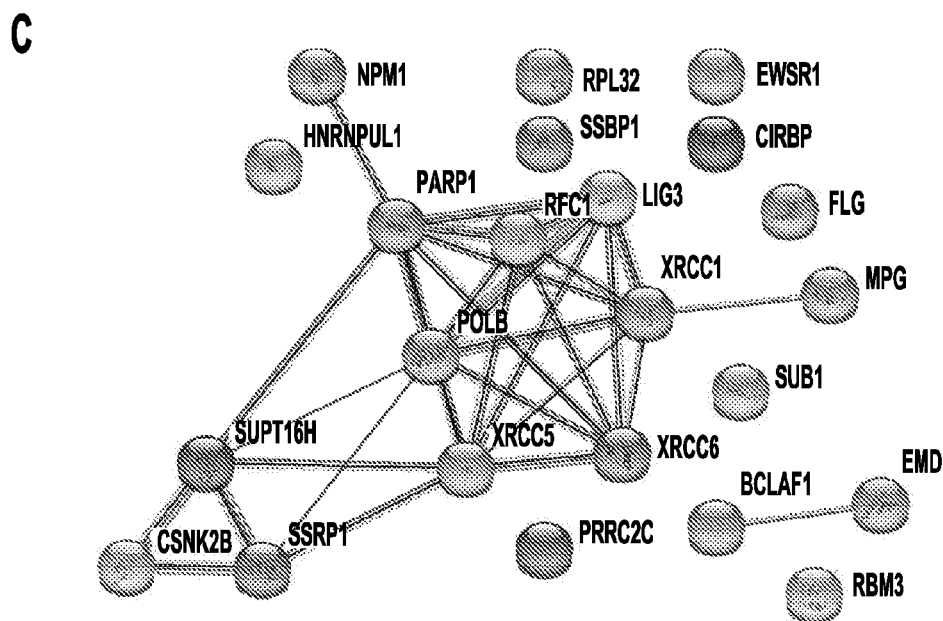 C
NPM1
RPL32
EWSR1
HNRNPUL1
SSBP1
CIRBP
PARP1
RFC1
LIG3
FLG
XRCC1
MPG
POLB
SUB1
SUPT16H
XRCC5
XRCC6
BCLAF1
EMD
CSNK2B
SSRP1
PRRC2C
RBM3